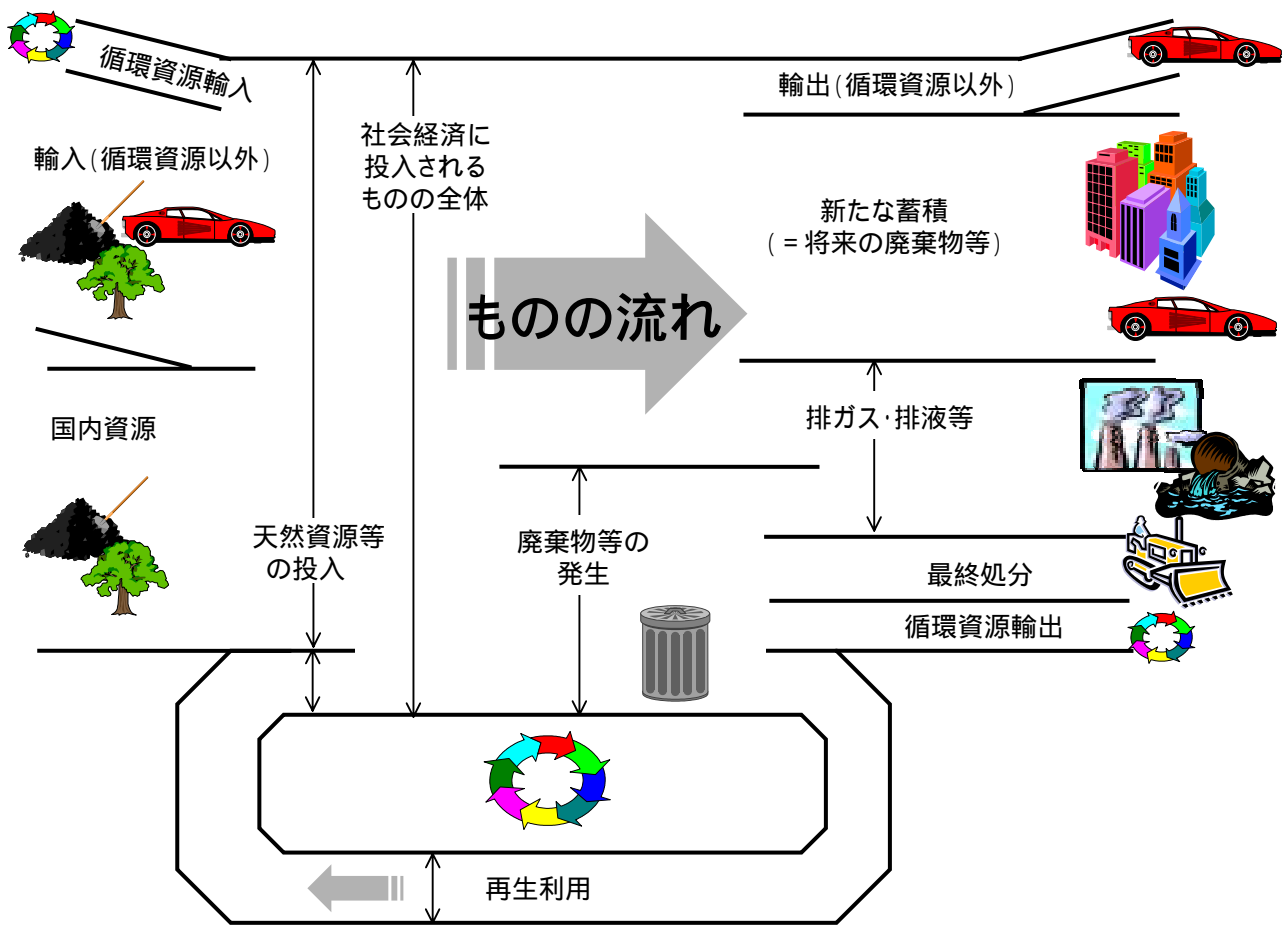 循環資源輸入
輸出(循環資源以外)
社会経済に
投入される
ものの全体
輸入(循環資源以外)
新たな蓄積
(=将来の廃棄物等)
ものの流れ
排ガス・排液等
国内資源
天然資源等
の投入
廃棄物等の
発生
最終処分
循環資源輸出
再生利用